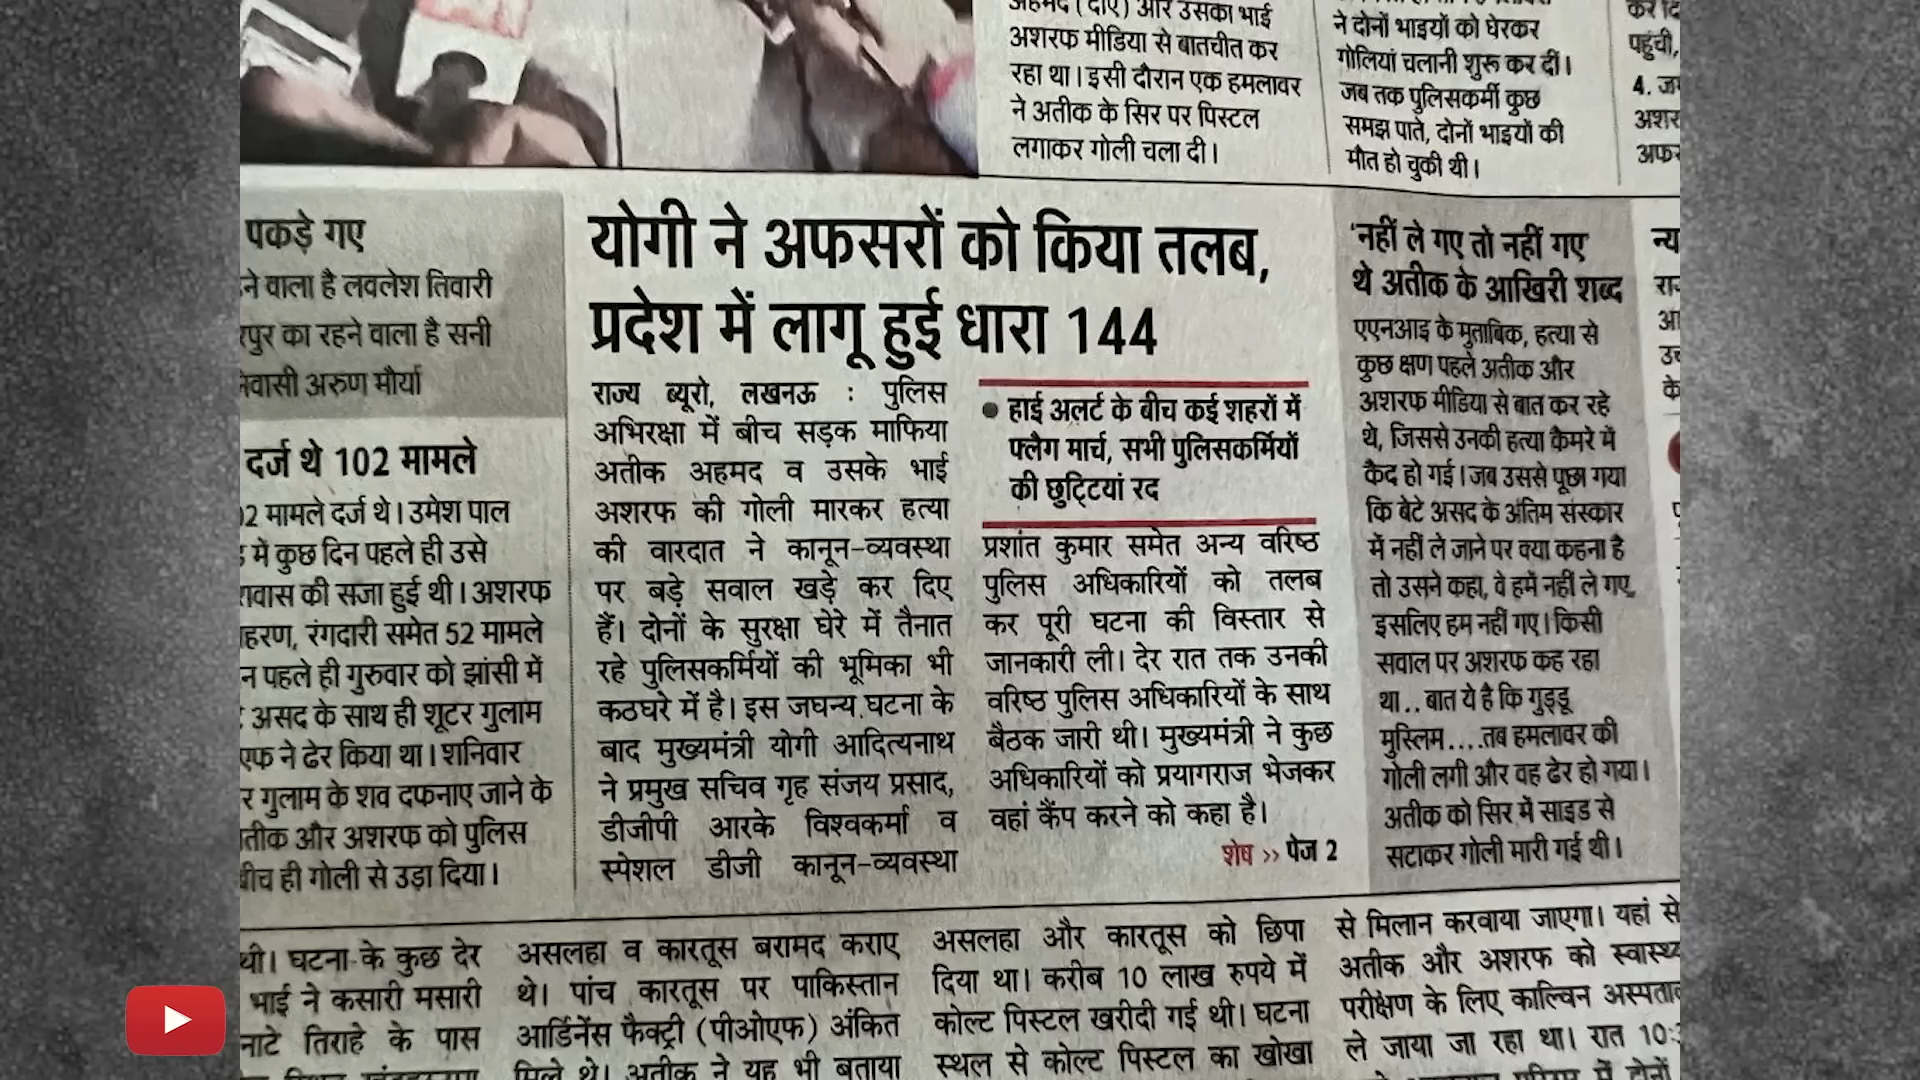 अशरफ मीडिया से बातचीत कर
रहा था। इसी दौरान एक हमलावर
ने अतीक के सिर पर पिस्टल
लगाकर गोली चला दी।
ने दोनों भाइयों को घेरकर
गोलियां चलानी शुरू कर दीं।
जब तक पुलिसकर्मी कुछ
समझ पाते, दोनों भाइयों की
मौत हो चुकी थी।
पहुंची,
4.
पकड़े गए
ने वाला है लवलेश तिवारी
रपुर का रहने वाला है सनी
निवासी अरुण मौर्या
दर्ज थे 102 मामले
02 मामले दर्ज थे। उमेश पाल
में कुछ दिन पहले ही उसे
की सजा हुई थी। अशरफ
रंगदारी समेत 52 मामले
पहले ही गुरुवार को झांसी में
असद के साथ ही शूटर गुलाम
एफ ने ढेर किया था। शनिवार
र गुलाम के शव दफनाए जाने के
अतीक और अशरफ को पुलिस
बीच ही गोली से उड़ा दिया।
योगी ने अफसरों को किया तलब,
प्रदेश में लागू हुई धारा 144
राज्य ब्यूरो, लखनऊ : पुलिस
अभिरक्षा में बीच सड़क माफिया
अतीक अहमद व उसके भाई
अशरफ की गोली मारकर हत्या
की वारदात ने कानून-व्यवस्था
पर बड़े सवाल खड़े कर दिए
हैं। दोनों के सुरक्षा घेरे में तैनात
रहे पुलिसकर्मियों की भूमिका भी
कठघरे में है। इस जघन्य घटना के
बाद मुख्यमंत्री योगी आदित्यनाथ
ने प्रमुख सचिव गृह संजय प्रसाद,
डीजीपी आरके विश्वकर्मा व
स्पेशल डीजी कानून-व्यवस्था
● हाई अलर्ट के बीच कई शहरों में
फ्लैग मार्च, सभी पुलिसकर्मियों
की छुट्टियां रद
प्रशांत कुमार समेत अन्य वरिष्ठ
पुलिस अधिकारियों को तलब
कर पूरी घटना की विस्तार से
जानकारी ली। देर रात तक उनकी
वरिष्ठ पुलिस अधिकारियों के साथ
बैठक जारी थी। मुख्यमंत्री ने कुछ
अधिकारियों को प्रयागराज भेजकर
वहां कैंप करने को कहा है।
शेष >> पेज 2
'नहीं ले गए तो नहीं गए'
थे अतीक के आखिरी शब्द
एएनआइ के मुताबिक, हत्या से
कुछ क्षण पहले अतीक और
अशरफ मीडिया से बात कर रहे
थे, जिससे उनकी हत्या कैमरे में
कैद हो गई। जब उससे पूछा गया
कि बेटे असद के अंतिम संस्कार
में नहीं ले जाने पर क्या कहना है
तो उसने कहा, वे हमें नहीं ले गए,
इसलिए हम नहीं गए। किसी
सवाल पर अशरफ कह रहा
था.. बात ये है कि गुड्डू
मुस्लिम....तब हमलावर की
गोली लगी और वह ढेर हो गया।
अतीक को सिर में साइड से
सटाकर गोली मारी गई थी।
थी। घटना के कुछ देर
भाई ने कसारी मसारी
नाटे तिराहे के पास
असलहा व कारतूस बरामद कराए
थे। पांच कारतूस पर पाकिस्तान
आर्डिनेंस फैक्ट्री (पीओएफ) अंकित
मिले थे। अतीक ने यह भी बताया
असलहा और कारतूस को छिपा
दिया था। करीब 10 लाख रुपये में
कोल्ट पिस्टल खरीदी गई थी। घटना
स्थल से कोल्ट पिस्टल का खोखा
से मिलान करवाया जाएगा। यहां से
अतीक और अशरफ को स्वास्थ्य
परीक्षण के लिए काल्विन अस्पताल
ले जाया जा रहा था। रात